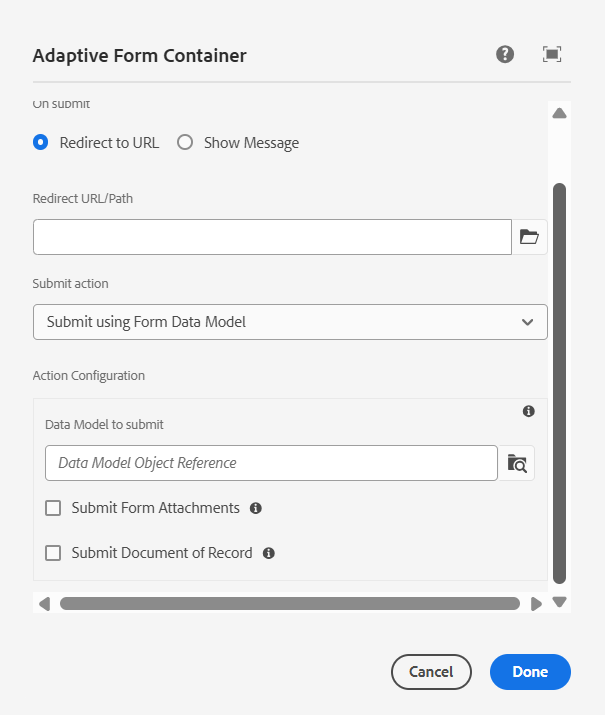 Adaptive Form Container
On submit
Redirect to URL
Show Message
Redirect URL/Path
Submit action
Submit using Form Data Model
Action Configuration
Data Model to submit
Data Model Object Reference
Submit Form Attachments
Submit Document of Record
Cancel
Done